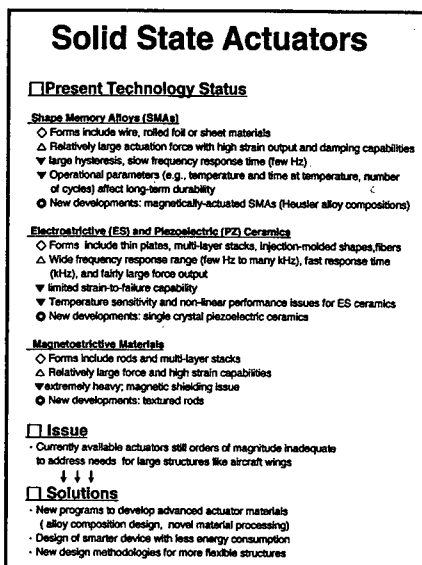 Solid State Actuators
Present Technology Status
Shape Memory Alloys (SMAs)
◇ Forms include wire, rolled foil or sheet materials
△ Relatively large actuation force with high strain output and damping capabilities
▼ large hysteresis, slow frequency response time (few Hz)
▼ Operational parameters (e.g., temperature and time at temperature, number
of cycles) affect long-term durability
✪ New developments: magnetically-actuated SMAs (Heusler alloy compositions)
Electrostrictive (ES) and Piezoelectric (PZ) Ceramics
◇ Forms include thin plates, multi-layer stacks, injection-molded shapes,fibers
△ Wide frequency response range (few Hz to many kHz), fast response time
(kHz), and fairly large force output
▼ limited strain-to-failure capability
▼ Temperature sensitivity and non-linear performance issues for ES ceramics
✪ New developments: single crystal piezoelectric ceramics
Magnetostrictive Materials
◇ Forms include rods and multi-layer stacks
△ Relatively large force and high strain capabilities
▼extremely heavy; magnetic shielding issue
✪ New developments: textured rods
Issue
· Currently available actuators still orders of magnitude inadequate
to address needs for large structures like aircraft wings
↓ ↓ ↓
Solutions
· New programs to develop advanced actuator materials
( alloy composition design, novel material processing)
· Design of smarter device with less energy consumption
· New design methodologies for more flexible structures